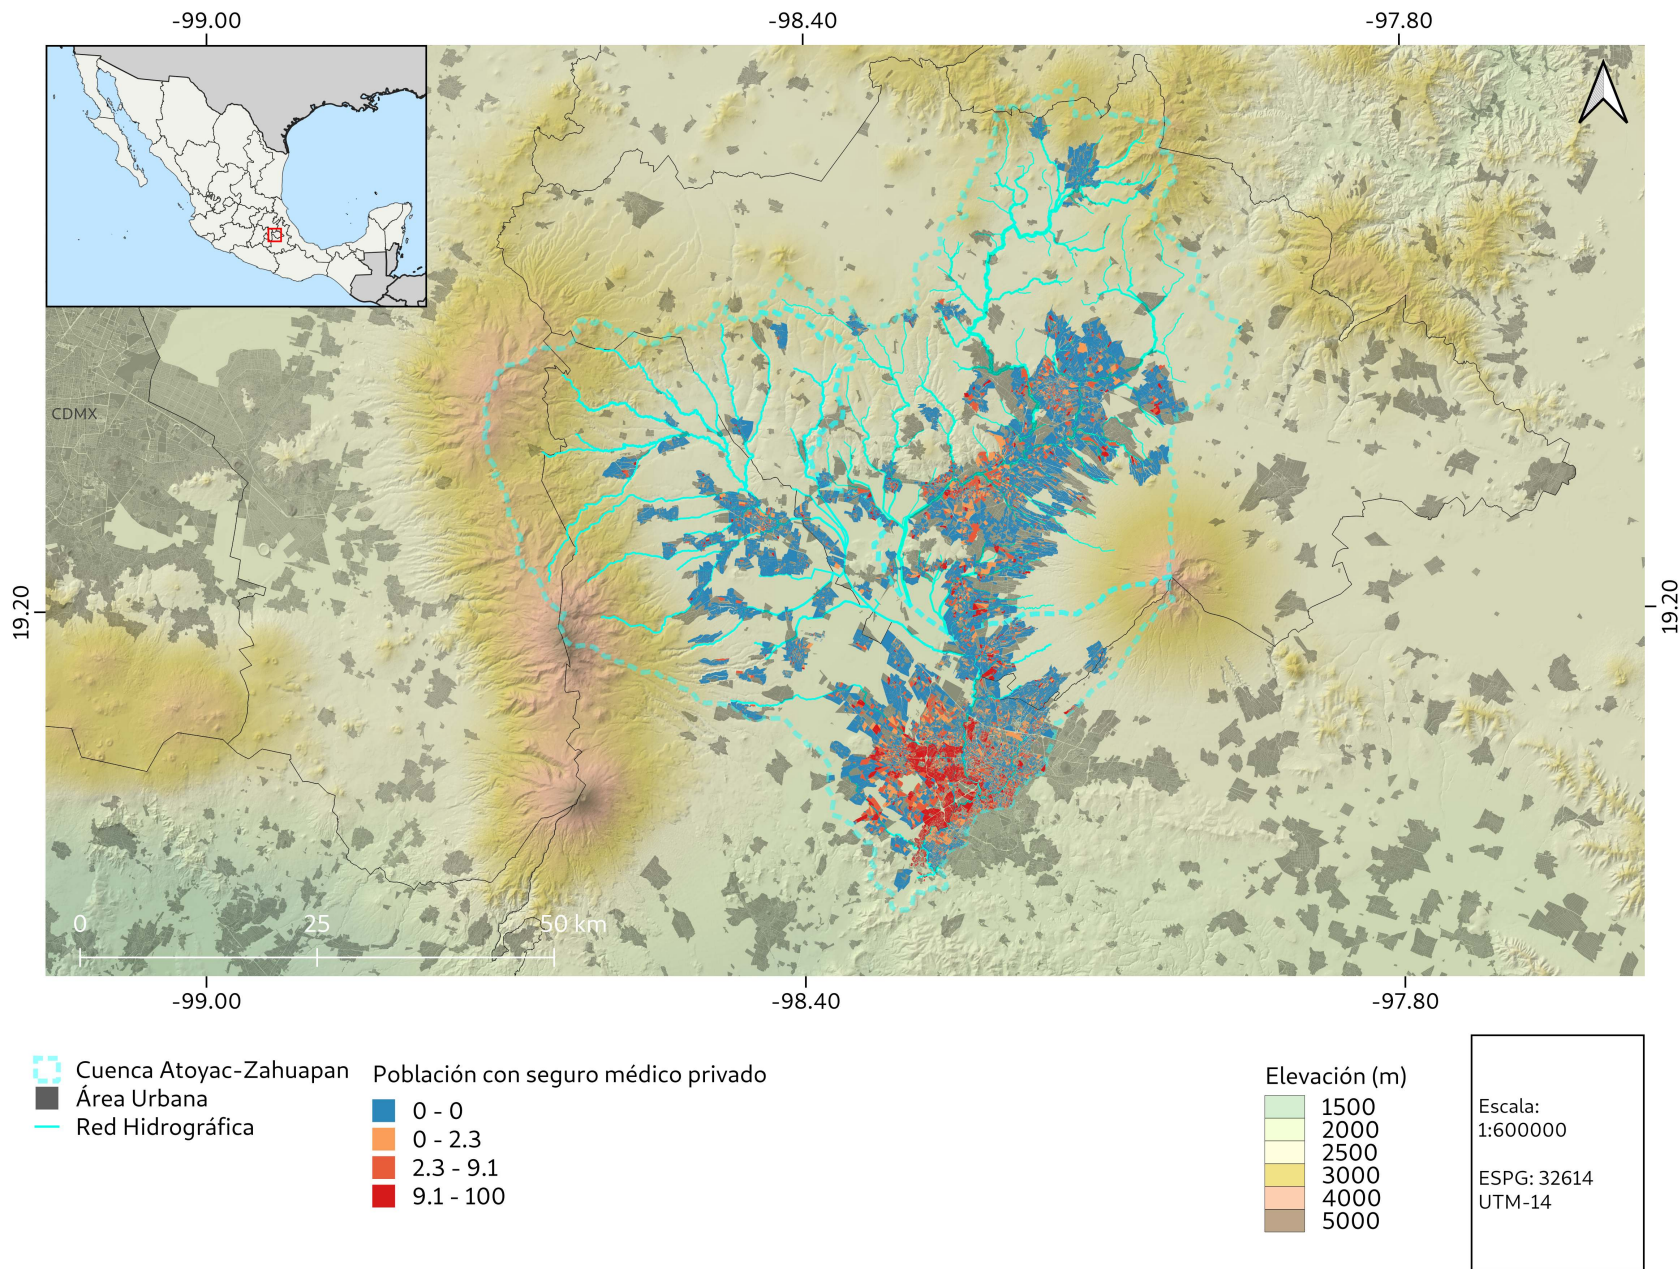 -99.00
-98.40
-97.80
CDMX
19.20
19.20
0
25
50 km
-99.00
-98.40
-97.80
Cuenca Atoyac-Zahuapan
Área Urbana
Red Hidrográfica
Población con seguro médico privado
0 - 0
0 - 2.3
2.3 - 9.1
9.1 - 100
Elevación (m)
1500
2000
2500
3000
4000
5000
Escala:
1:600000
ESPG: 32614
UTM-14